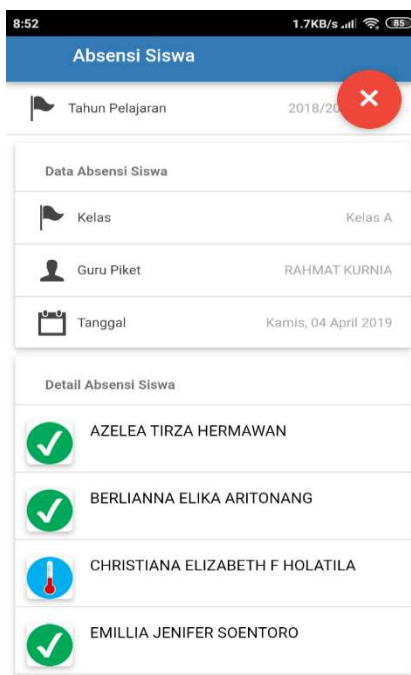 8:52 1.7KB/s 85
Absensi Siswa
Tahun Pelajaran
Data Absensi Siswa
Kelas Kelas A
Guru Piket RAHMAT KURNIA
Tanggal Kamis, 04 April 2019
Detail Absensi Siswa
AZELEA TIRZA HERMAWAN
BERLIANNA ELIKA ARITONANG
CHRISTIANA ELIZABETH F HOLATILA
EMILLIA JENIFER SOENTORO